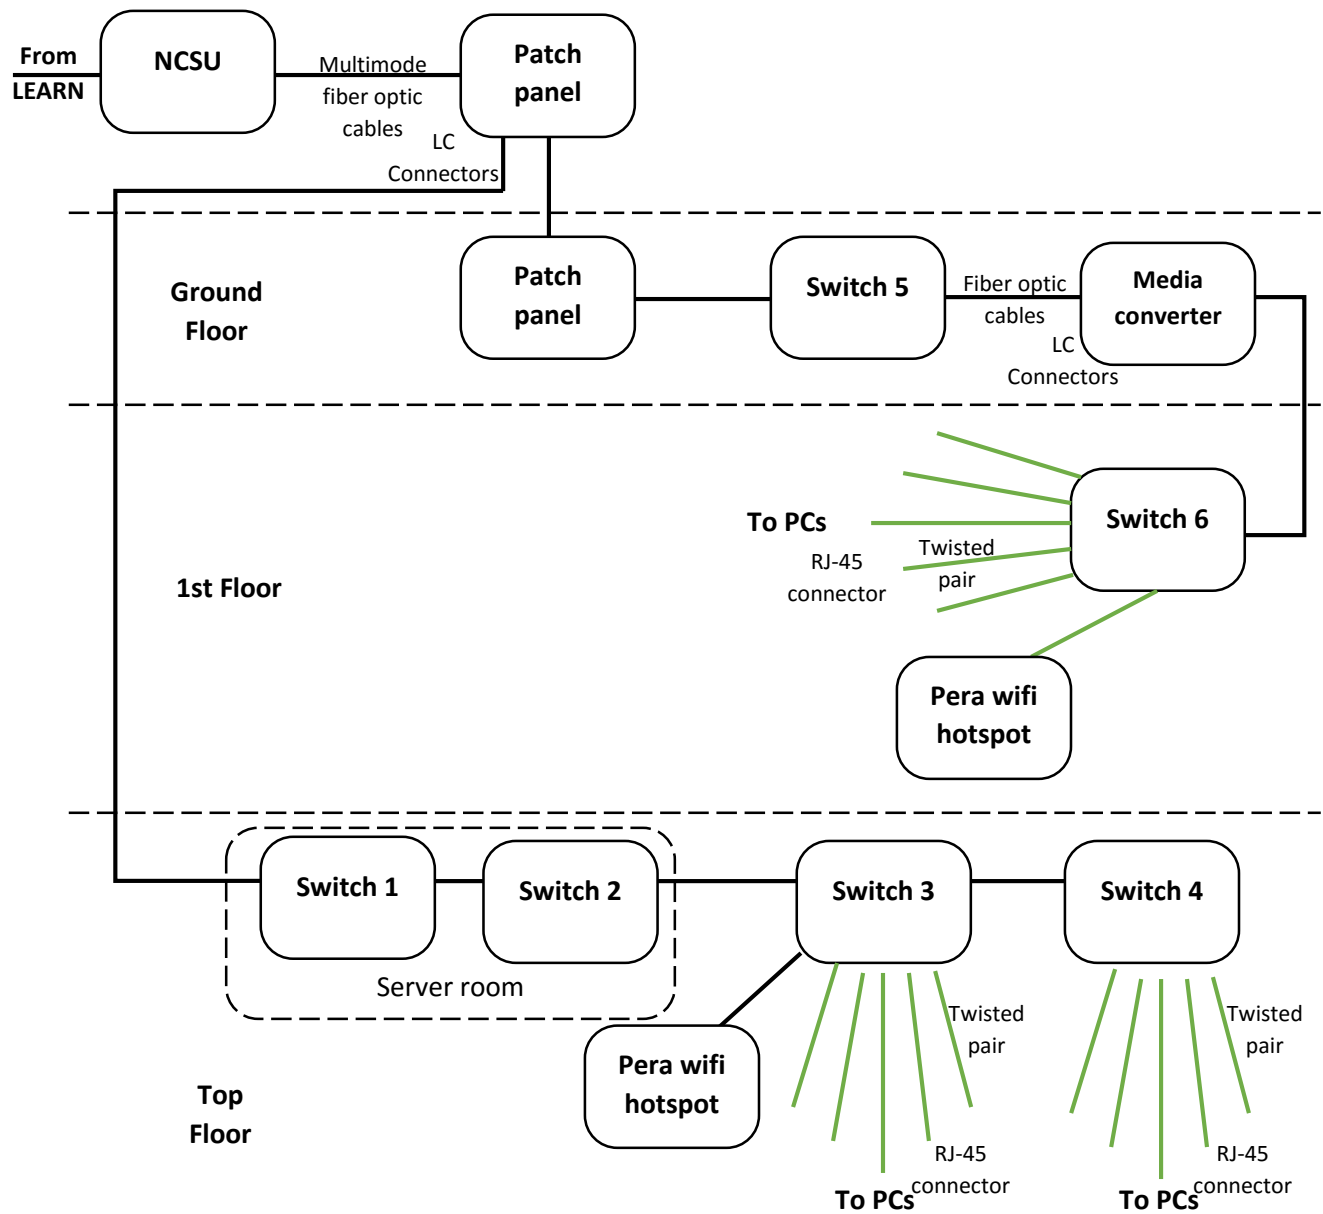 From
LEARN
NCSU
Multimode
fiber optic
cables
LC
Connectors
Patch
panel
Ground
Floor
Patch
panel
Switch 5
Fiber optic
cables
LC
Connectors
Media
converter
1st Floor
To PCs
RJ-45
connector
Twisted
pair
Switch 6
Pera wifi
hotspot
Switch 1
Switch 2
Server room
Switch 3
Switch 4
Pera wifi
hotspot
Top
Floor
Twisted
pair
RJ-45
connector
To PCs
Twisted
pair
RJ-45
connector
To PCs